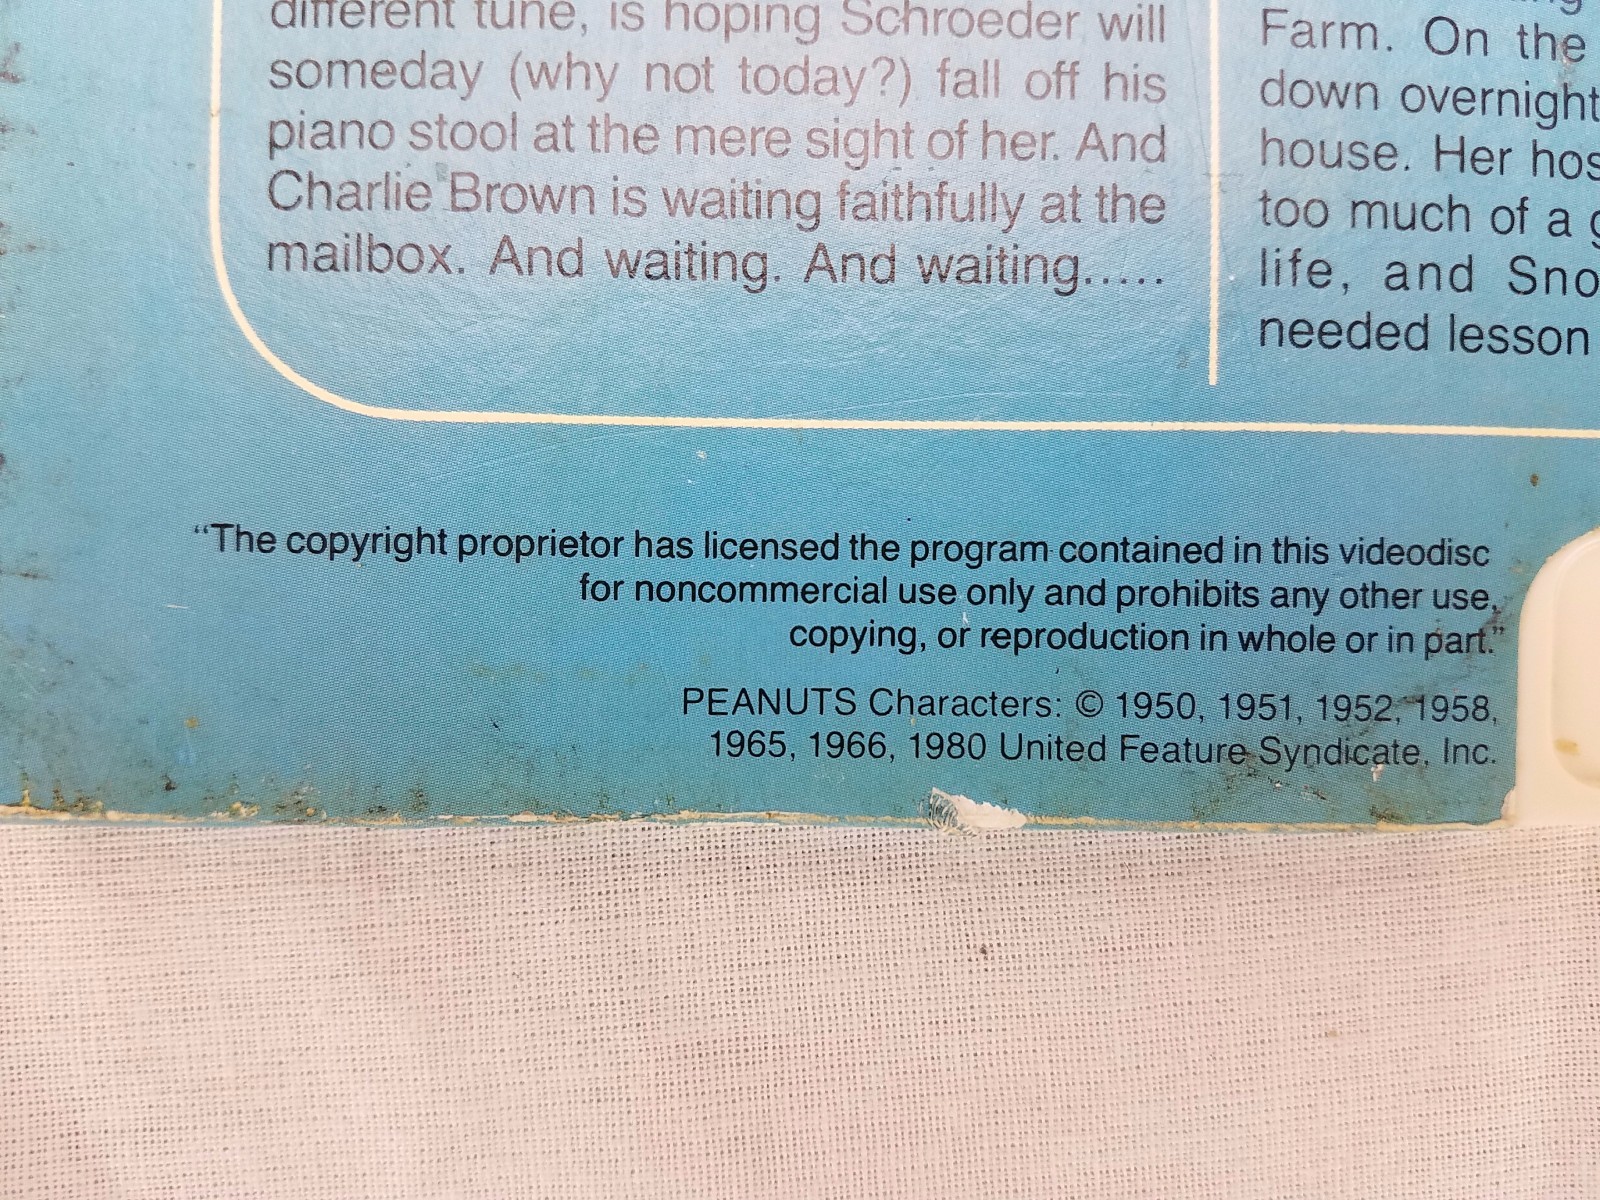 different tune, is hoping Schroeder will
someday (why not today?) fall off his
piano stool at the mere sight of her. And
Charlie Brown is waiting faithfully at the
mailbox. And waiting. And waiting.....
Farm. On the
down overnight
house. Her hos
too much of a g
life, and Sno
needed lesson
“The copyright proprietor has licensed the program contained in this videodisc
for noncommercial use only and prohibits any other use,
copying, or reproduction in whole or in part.”
PEANUTS Characters: © 1950, 1951, 1952, 1958,
1965, 1966, 1980 United Feature Syndicate, Inc.